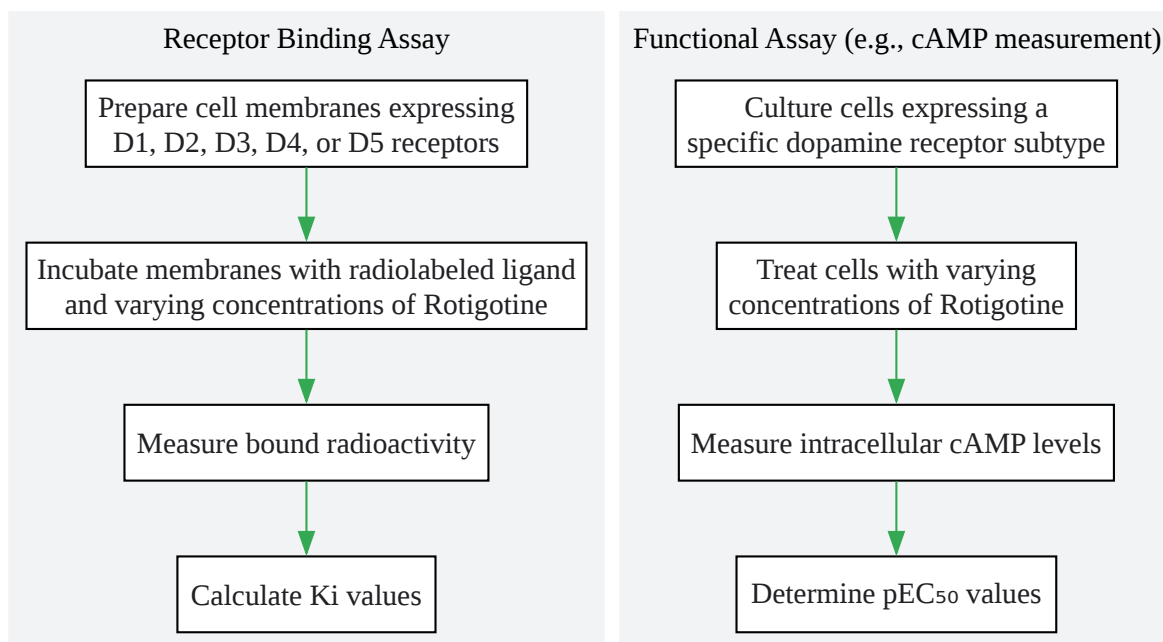 Receptor Binding Assay
Prepare cell membranes expressing
D1, D2, D3, D4, or D5 receptors
Incubate membranes with radiolabeled ligand
and varying concentrations of Rotigotine
Measure bound radioactivity
Calculate Ki values
Functional Assay (e.g., cAMP measurement)
Culture cells expressing a
specific dopamine receptor subtype
Treat cells with varying
concentrations of Rotigotine
Measure intracellular cAMP levels
Determine pEC₅₀ values